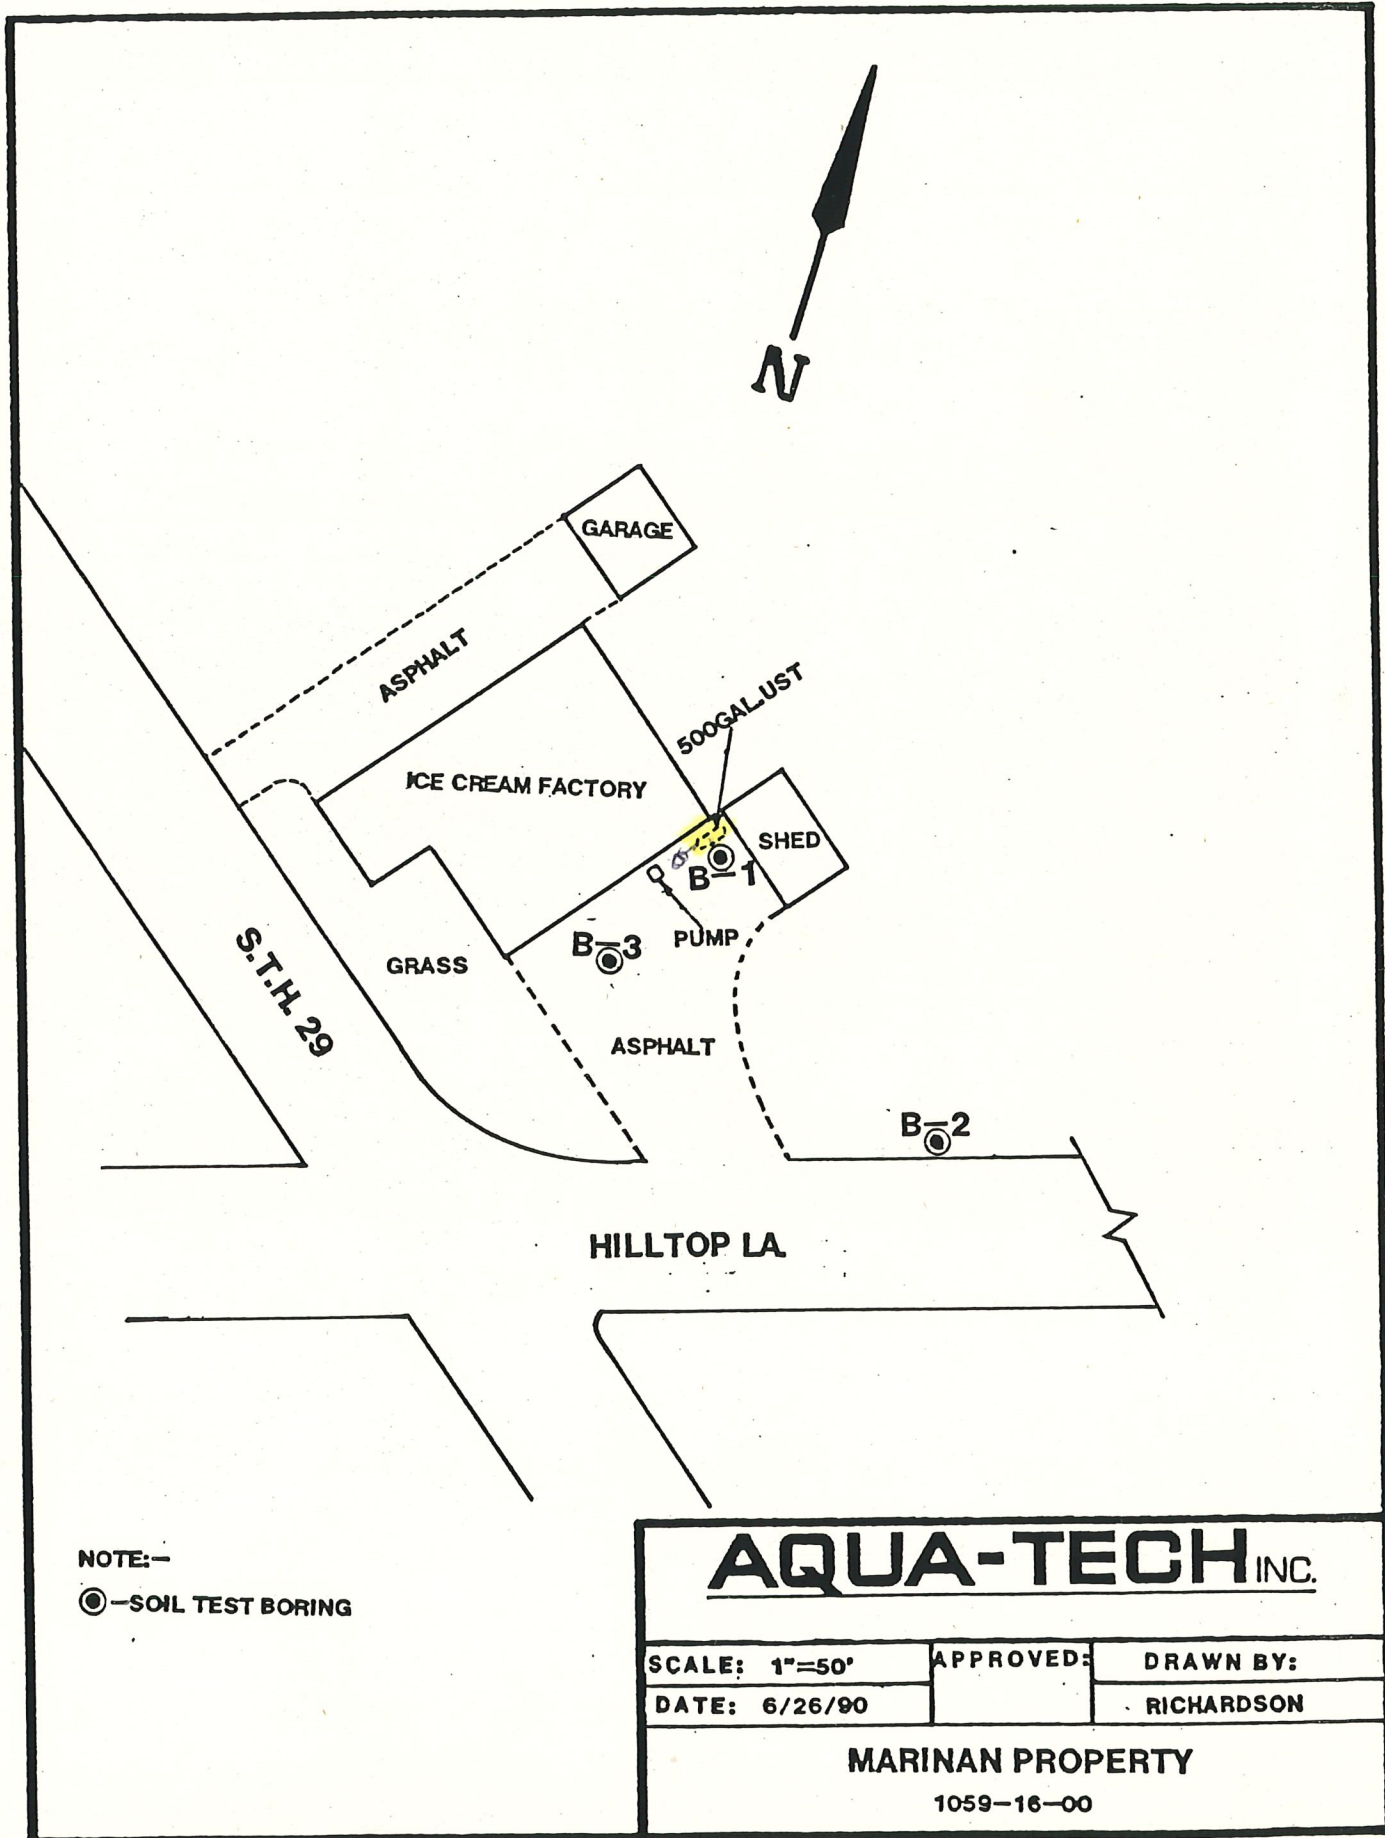 N
GARAGE
ASPHALT
500GAL.UST
ICE CREAM FACTORY
SHED
B-1
PUMP
B-3
GRASS
S.T.H. 29
ASPHALT
B-2
HILLTOP LA.
NOTE:-
-SOIL TEST BORING
AQUA-TECH INC.
SCALE: 1"=50'
APPROVED:
DRAWN BY:
DATE: 6/26/90
RICHARDSON
MARINAN PROPERTY
1059-16-00